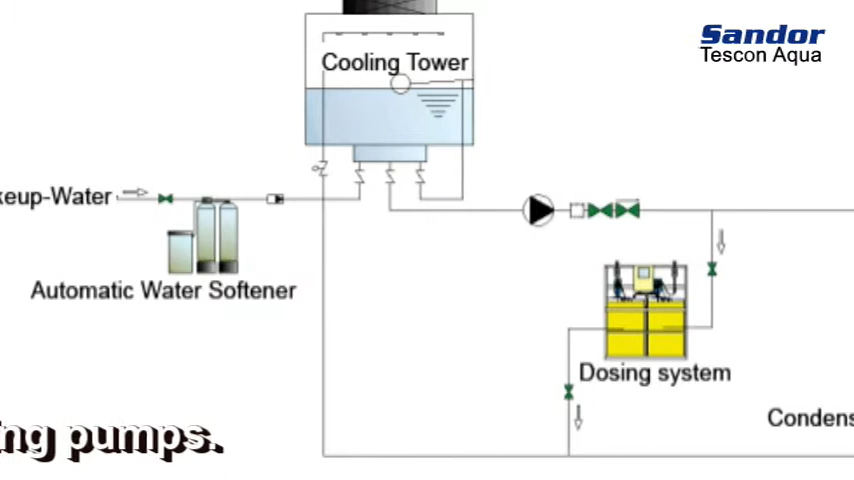 Sandor
Tescon Aqua
Cooling Tower
keup-Water
Automatic Water Softener
Dosing system
Condens
ing pumps.